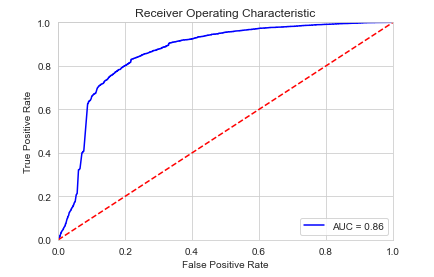 Receiver Operating Characteristic
1.0
0.8
0.6
0.4
0.2
0.0
True Positive Rate
AUC = 0.86
0.0 0.2 0.4 0.6 0.8 1.0
False Positive Rate